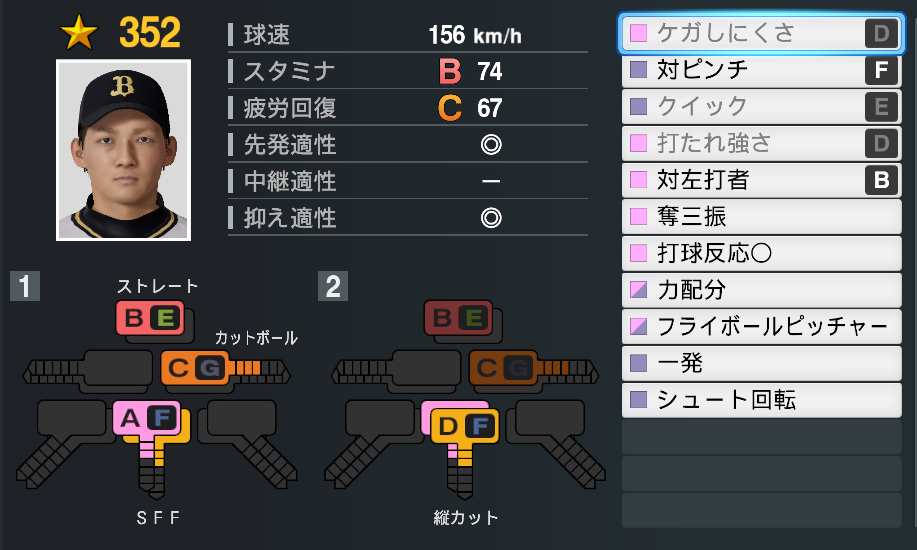 352
球速 156 km/h
スタミナ B 74
疲労回復 C 67
先発適性 ◎
中継適性 ー
抑え適性 ◎
B
1
ストレート
B E
カットボール
C G
A F
SFF
2
B E
C G
D F
縦カット
ケガしにくさ D
対ピンチ F
クイック E
打たれ強さ D
対左打者 B
奪三振
打球反応〇
力配分
フライボールピッチャー
一発
シュート回転